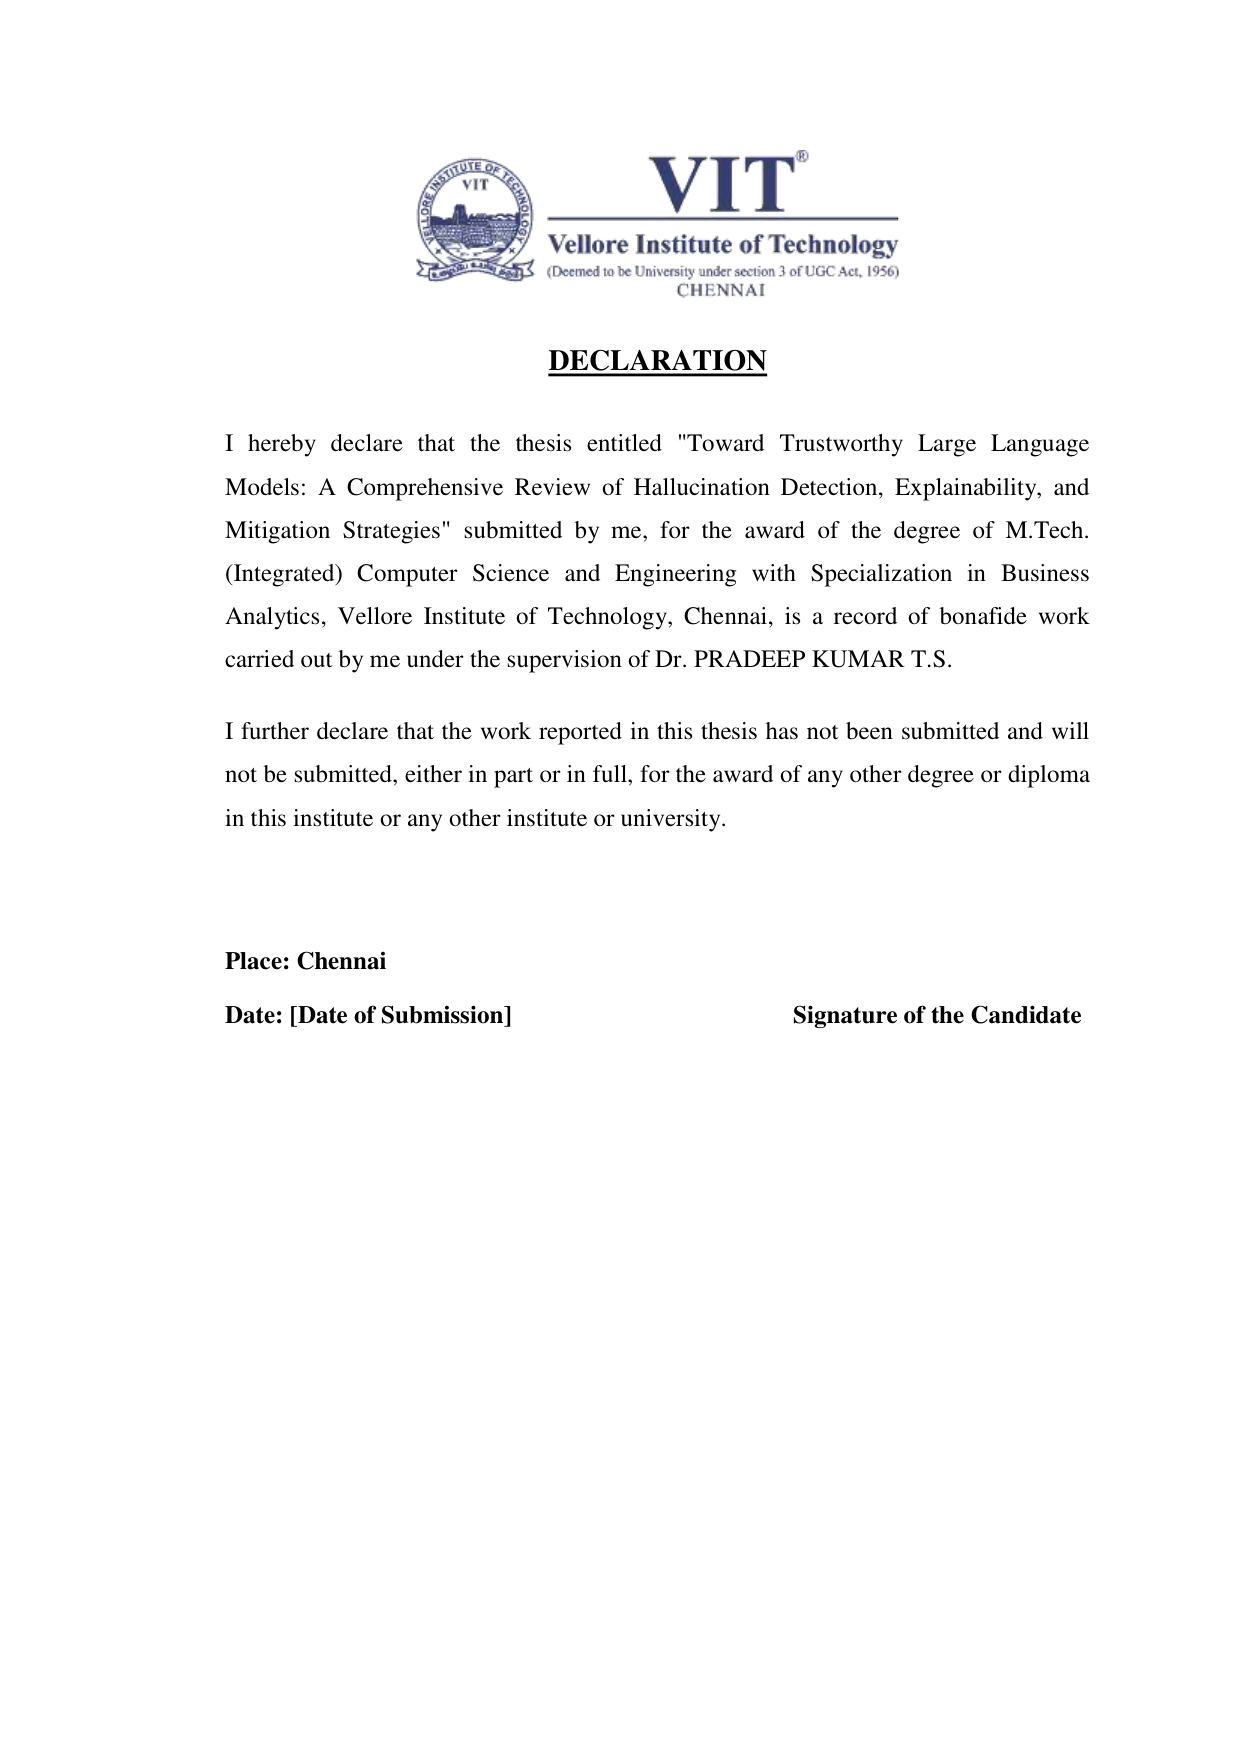 VELLORE INSTITUTE OF TECHNOLOGY
VIT
VIT®
Vellore Institute of Technology
(Deemed to be University under section 3 of UGC Act, 1956)
CHENNAI
DECLARATION
I hereby declare that the thesis entitled "Toward Trustworthy Large Language
Models: A Comprehensive Review of Hallucination Detection, Explainability, and
Mitigation Strategies" submitted by me, for the award of the degree of M.Tech.
(Integrated) Computer Science and Engineering with Specialization in Business
Analytics, Vellore Institute of Technology, Chennai, is a record of bonafide work
carried out by me under the supervision of Dr. PRADEEP KUMAR T.S.
I further declare that the work reported in this thesis has not been submitted and will
not be submitted, either in part or in full, for the award of any other degree or diploma
in this institute or any other institute or university.
Place: Chennai
Date: [Date of Submission] Signature of the Candidate